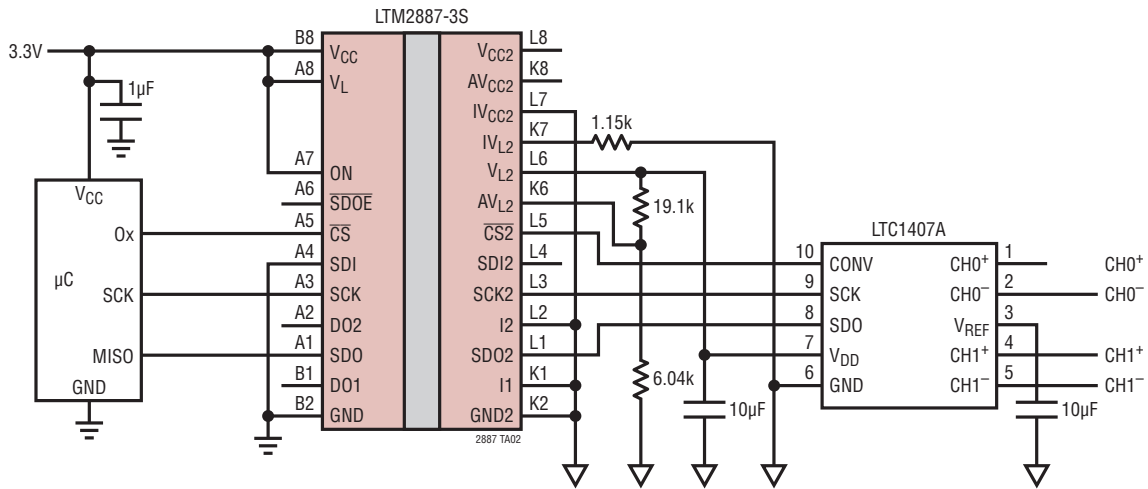 LTM2887-3S
3.3V
B8
VCC
A8
VL
1µF
A7
ON
A6
SDOE
A5
CS
A4
SDI
A3
SCK
A2
DO2
A1
SDO
B1
DO1
B2
GND
VCC
Ox
µC
SCK
MISO
GND
VCC2
L8
AVCC2
K8
IVCC2
L7
IVL2
K7
VL2
L6
AVL2
K6
CS2
L5
SDI2
L4
SCK2
L3
I2
L2
SDO2
L1
I1
K1
GND2
K2
2887 TA02
1.15k
19.1k
6.04k
10µF
LTC1407A
10
CONV
9
SCK
8
SDO
7
VDD
6
GND
CH0+
1
CH0+
CH0–
2
CH0–
VREF
3
CH1+
4
CH1+
CH1–
5
CH1–
10µF